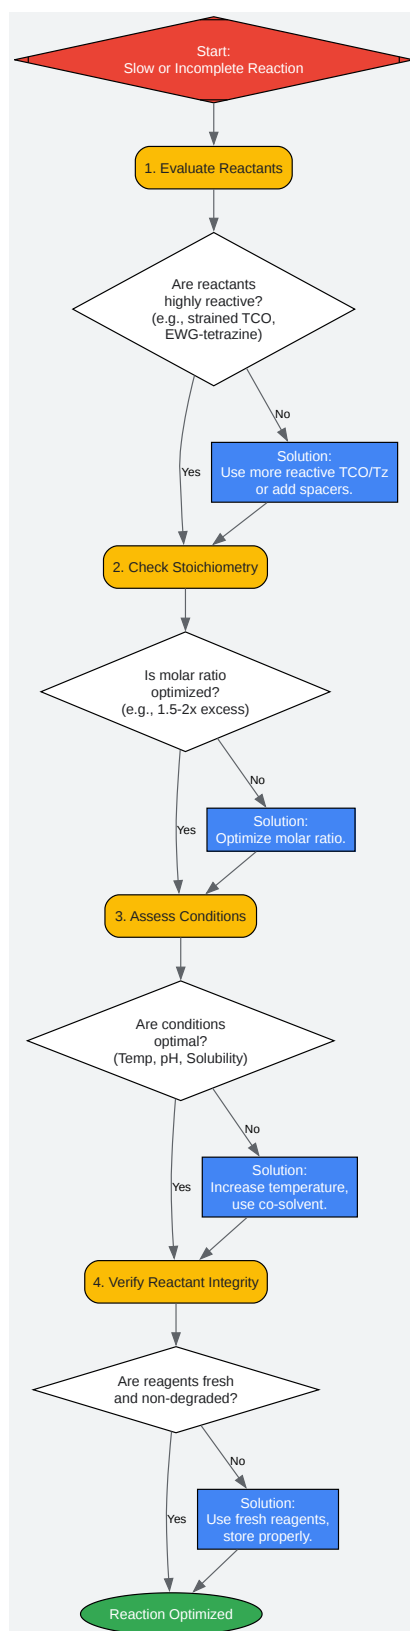 Start:
Slow or Incomplete Reaction
1. Evaluate Reactants
Are reactants
highly reactive?
(e.g., strained TCO,
EWG-tetrazine)
No
Yes
Solution:
Use more reactive TCO/Tz
or add spacers.
2. Check Stoichiometry
Is molar ratio
optimized?
(e.g., 1.5-2x excess)
No
Yes
Solution:
Optimize molar ratio.
3. Assess Conditions
Are conditions
optimal?
(Temp, pH, Solubility)
No
Yes
Solution:
Increase temperature,
use co-solvent.
4. Verify Reactant Integrity
Are reagents fresh
and non-degraded?
No
Yes
Solution:
Use fresh reagents,
store properly.
Reaction Optimized